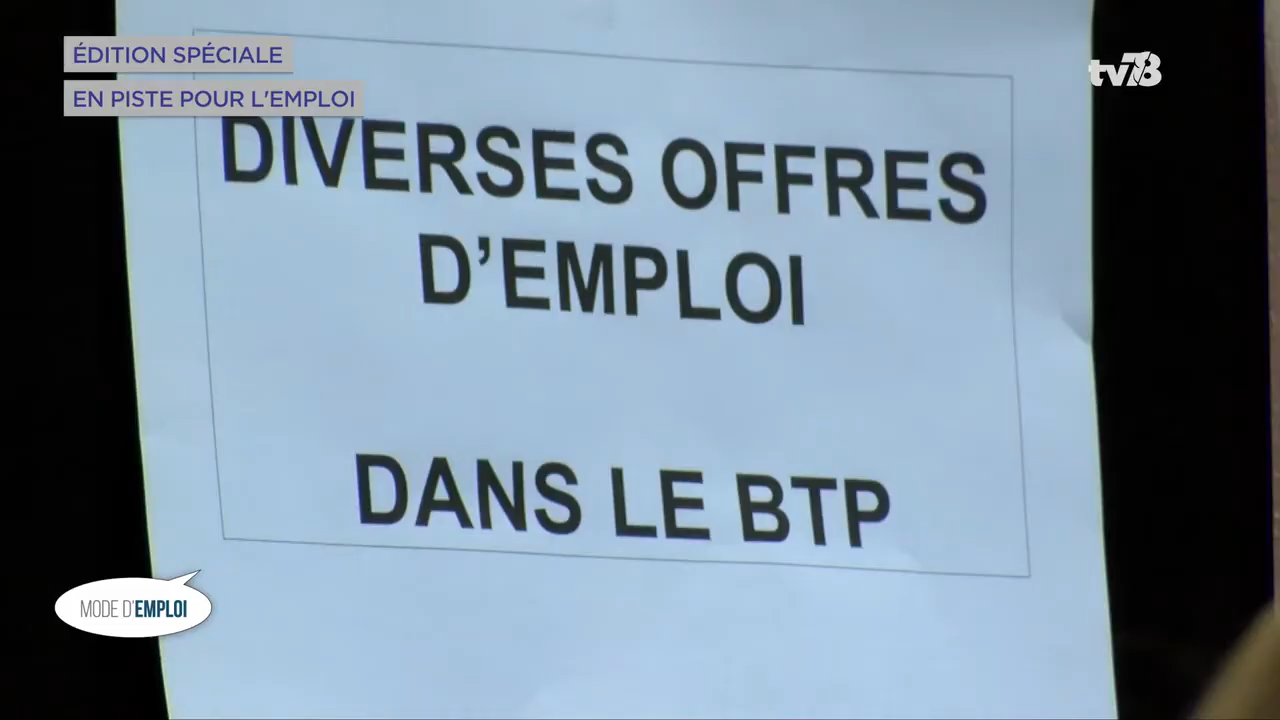 ÉDITION SPÉCIALE
EN PISTE POUR L'EMPLOI
tv78
DIVERSES OFFRES
D’EMPLOI
DANS LE BTP
MODE D'EMPLOI